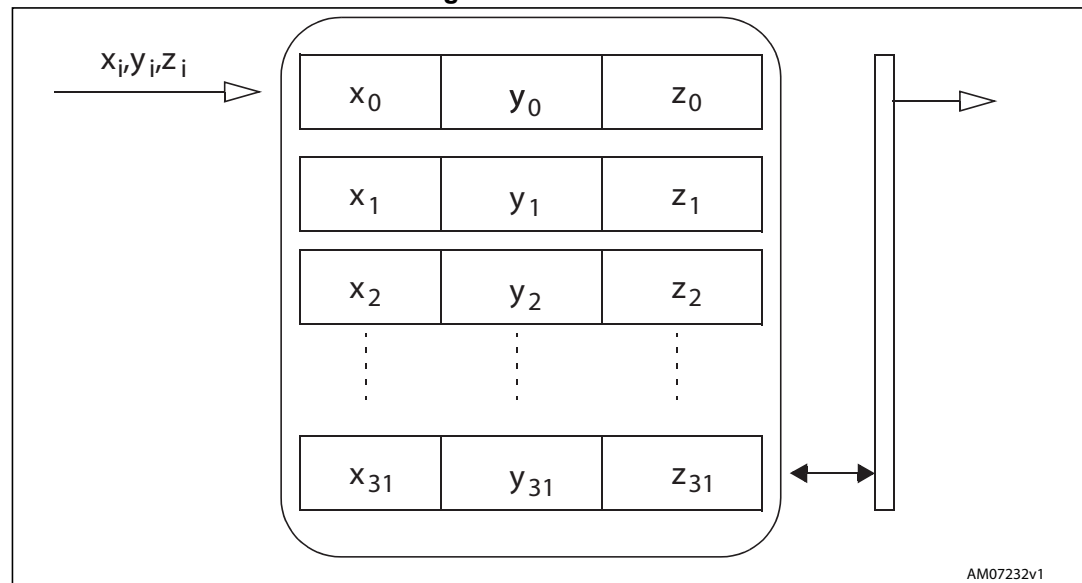 xᵢ,yᵢ,zᵢ
x₀ y₀ z₀
x₁ y₁ z₁
x₂ y₂ z₂
x₃₁ y₃₁ z₃₁
AM07232v1